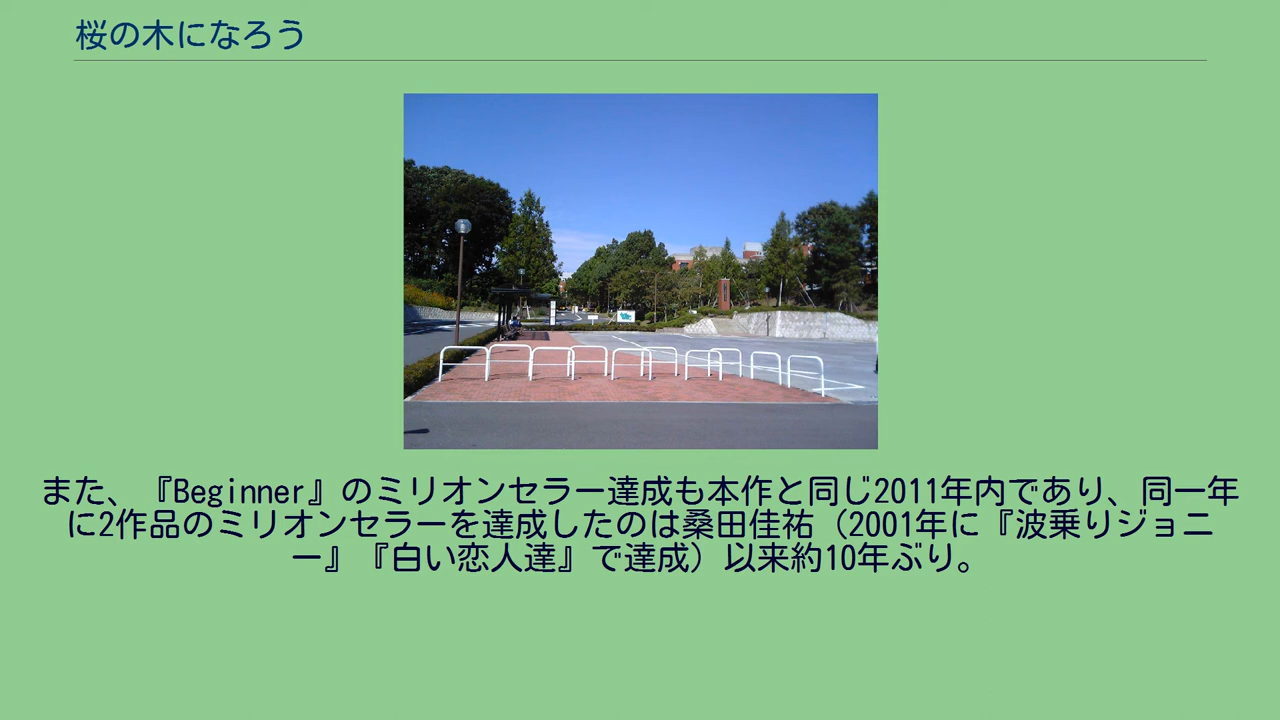 桜の木になろう
また、『Beginner』のミリオンセラー達成も本作と同じ2011年内であり、同一年
に2作品のミリオンセラーを達成したのは桑田佳祐（2001年に『波乗りジョニ
ー』『白い恋人達』で達成）以来約10年ぶり。